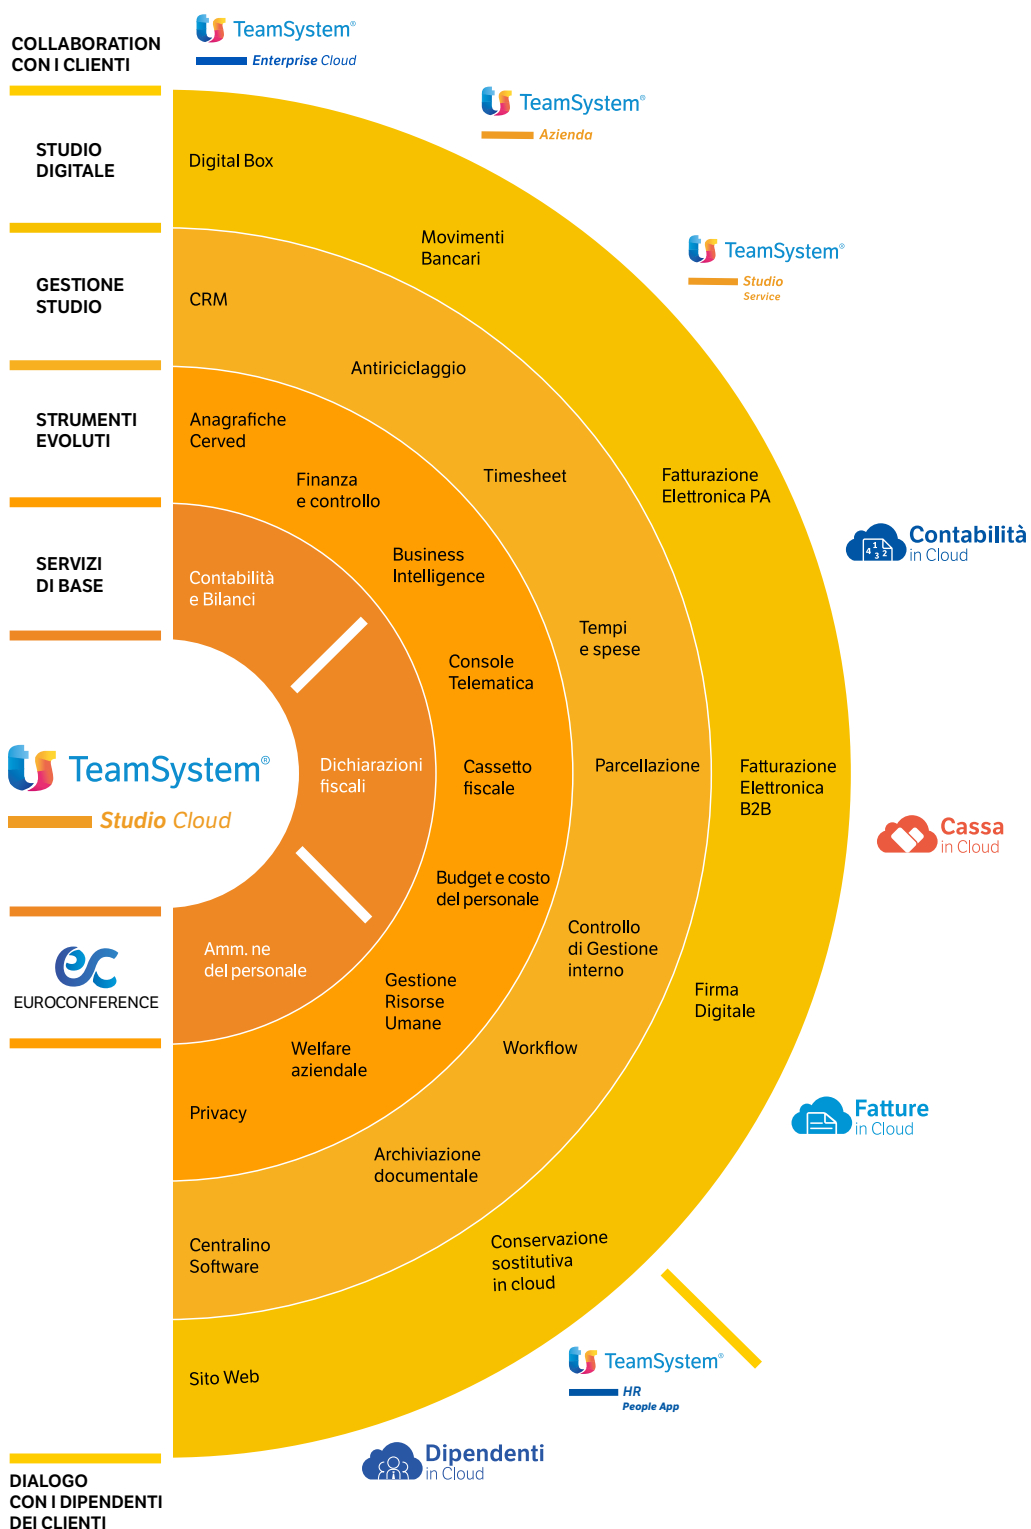 COLLABORATION
CON I CLIENTI
TeamSystem®
Enterprise Cloud
TeamSystem®
Azienda
STUDIO
DIGITALE
Digital Box
Movimenti
Bancari
TeamSystem®
Studio
Service
GESTIONE
STUDIO
CRM
Antiriciclaggio
Timesheet
Fatturazione
Elettronica PA
STRUMENTI
EVOLUTI
Anagrafiche
Cerved
Finanza
e controllo
Business
Intelligence
Contabilità
in Cloud
1
4
3 2
SERVIZI
DI BASE
Contabilità
e Bilanci
Tempi
e spese
Console
Telematica
TeamSystem®
Studio Cloud
Dichiarazioni
fiscali
Cassetto
fiscale
Parcellazione
Fatturazione
Elettronica
B2B
Cassa
in Cloud
Budget e costo
del personale
Controllo
di Gestione
interno
ec
EUROCONFERENCE
Amm. ne
del personale
Gestione
Risorse
Umane
Firma
Digitale
Workflow
Welfare
aziendale
Privacy
Fatture
in Cloud
Archiviazione
documentale
Centralino
Software
Conservazione
sostitutiva
in cloud
Sito Web
TeamSystem®
HR
People App
Dipendenti
in Cloud
DIALOGO
CON I DIPENDENTI
DEI CLIENTI